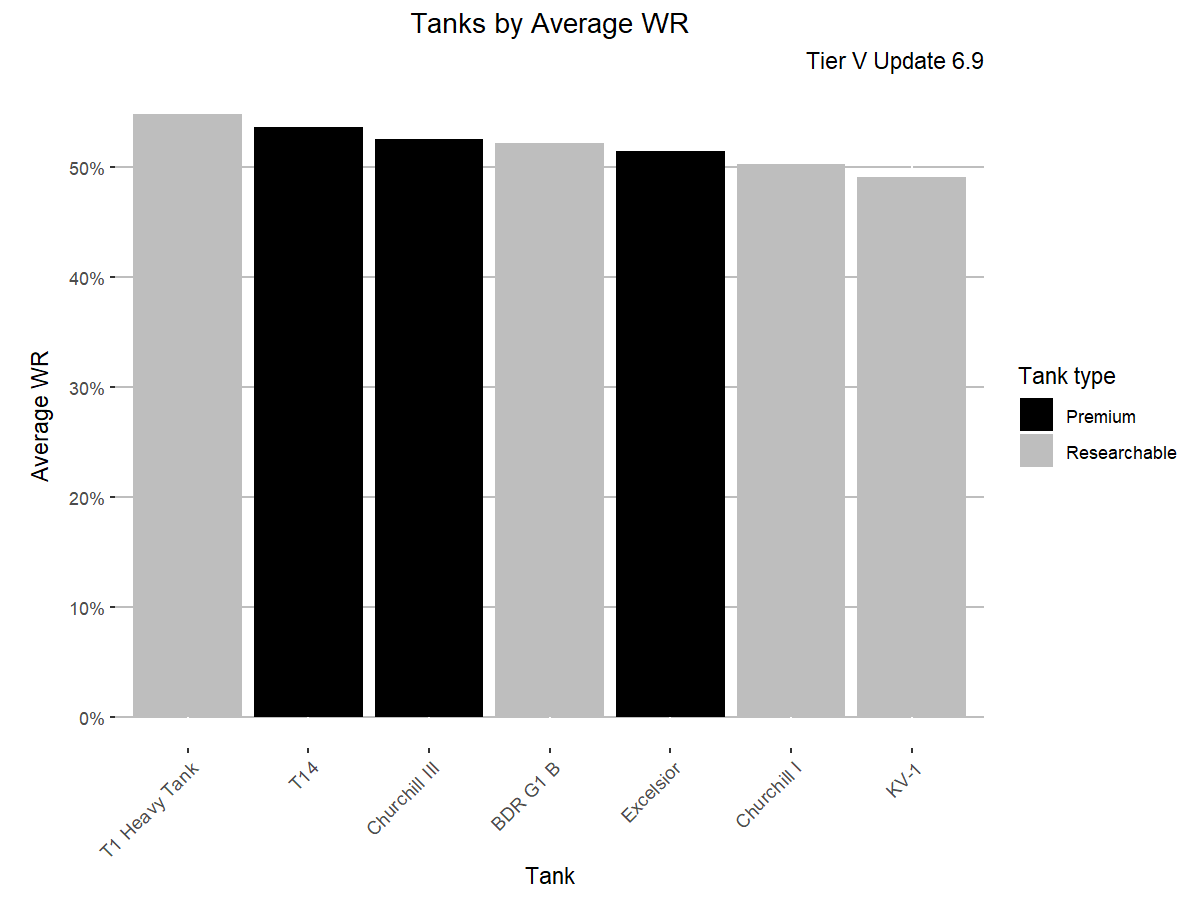 Tanks by Average WR
Tier V Update 6.9
Average WR
50%
40%
30%
20%
10%
0%
T1 Heavy Tank
T14
Churchill III
BDR G1 B
Excelsior
Churchill I
KV-1
Tank
Tank type
Premium
Researchable